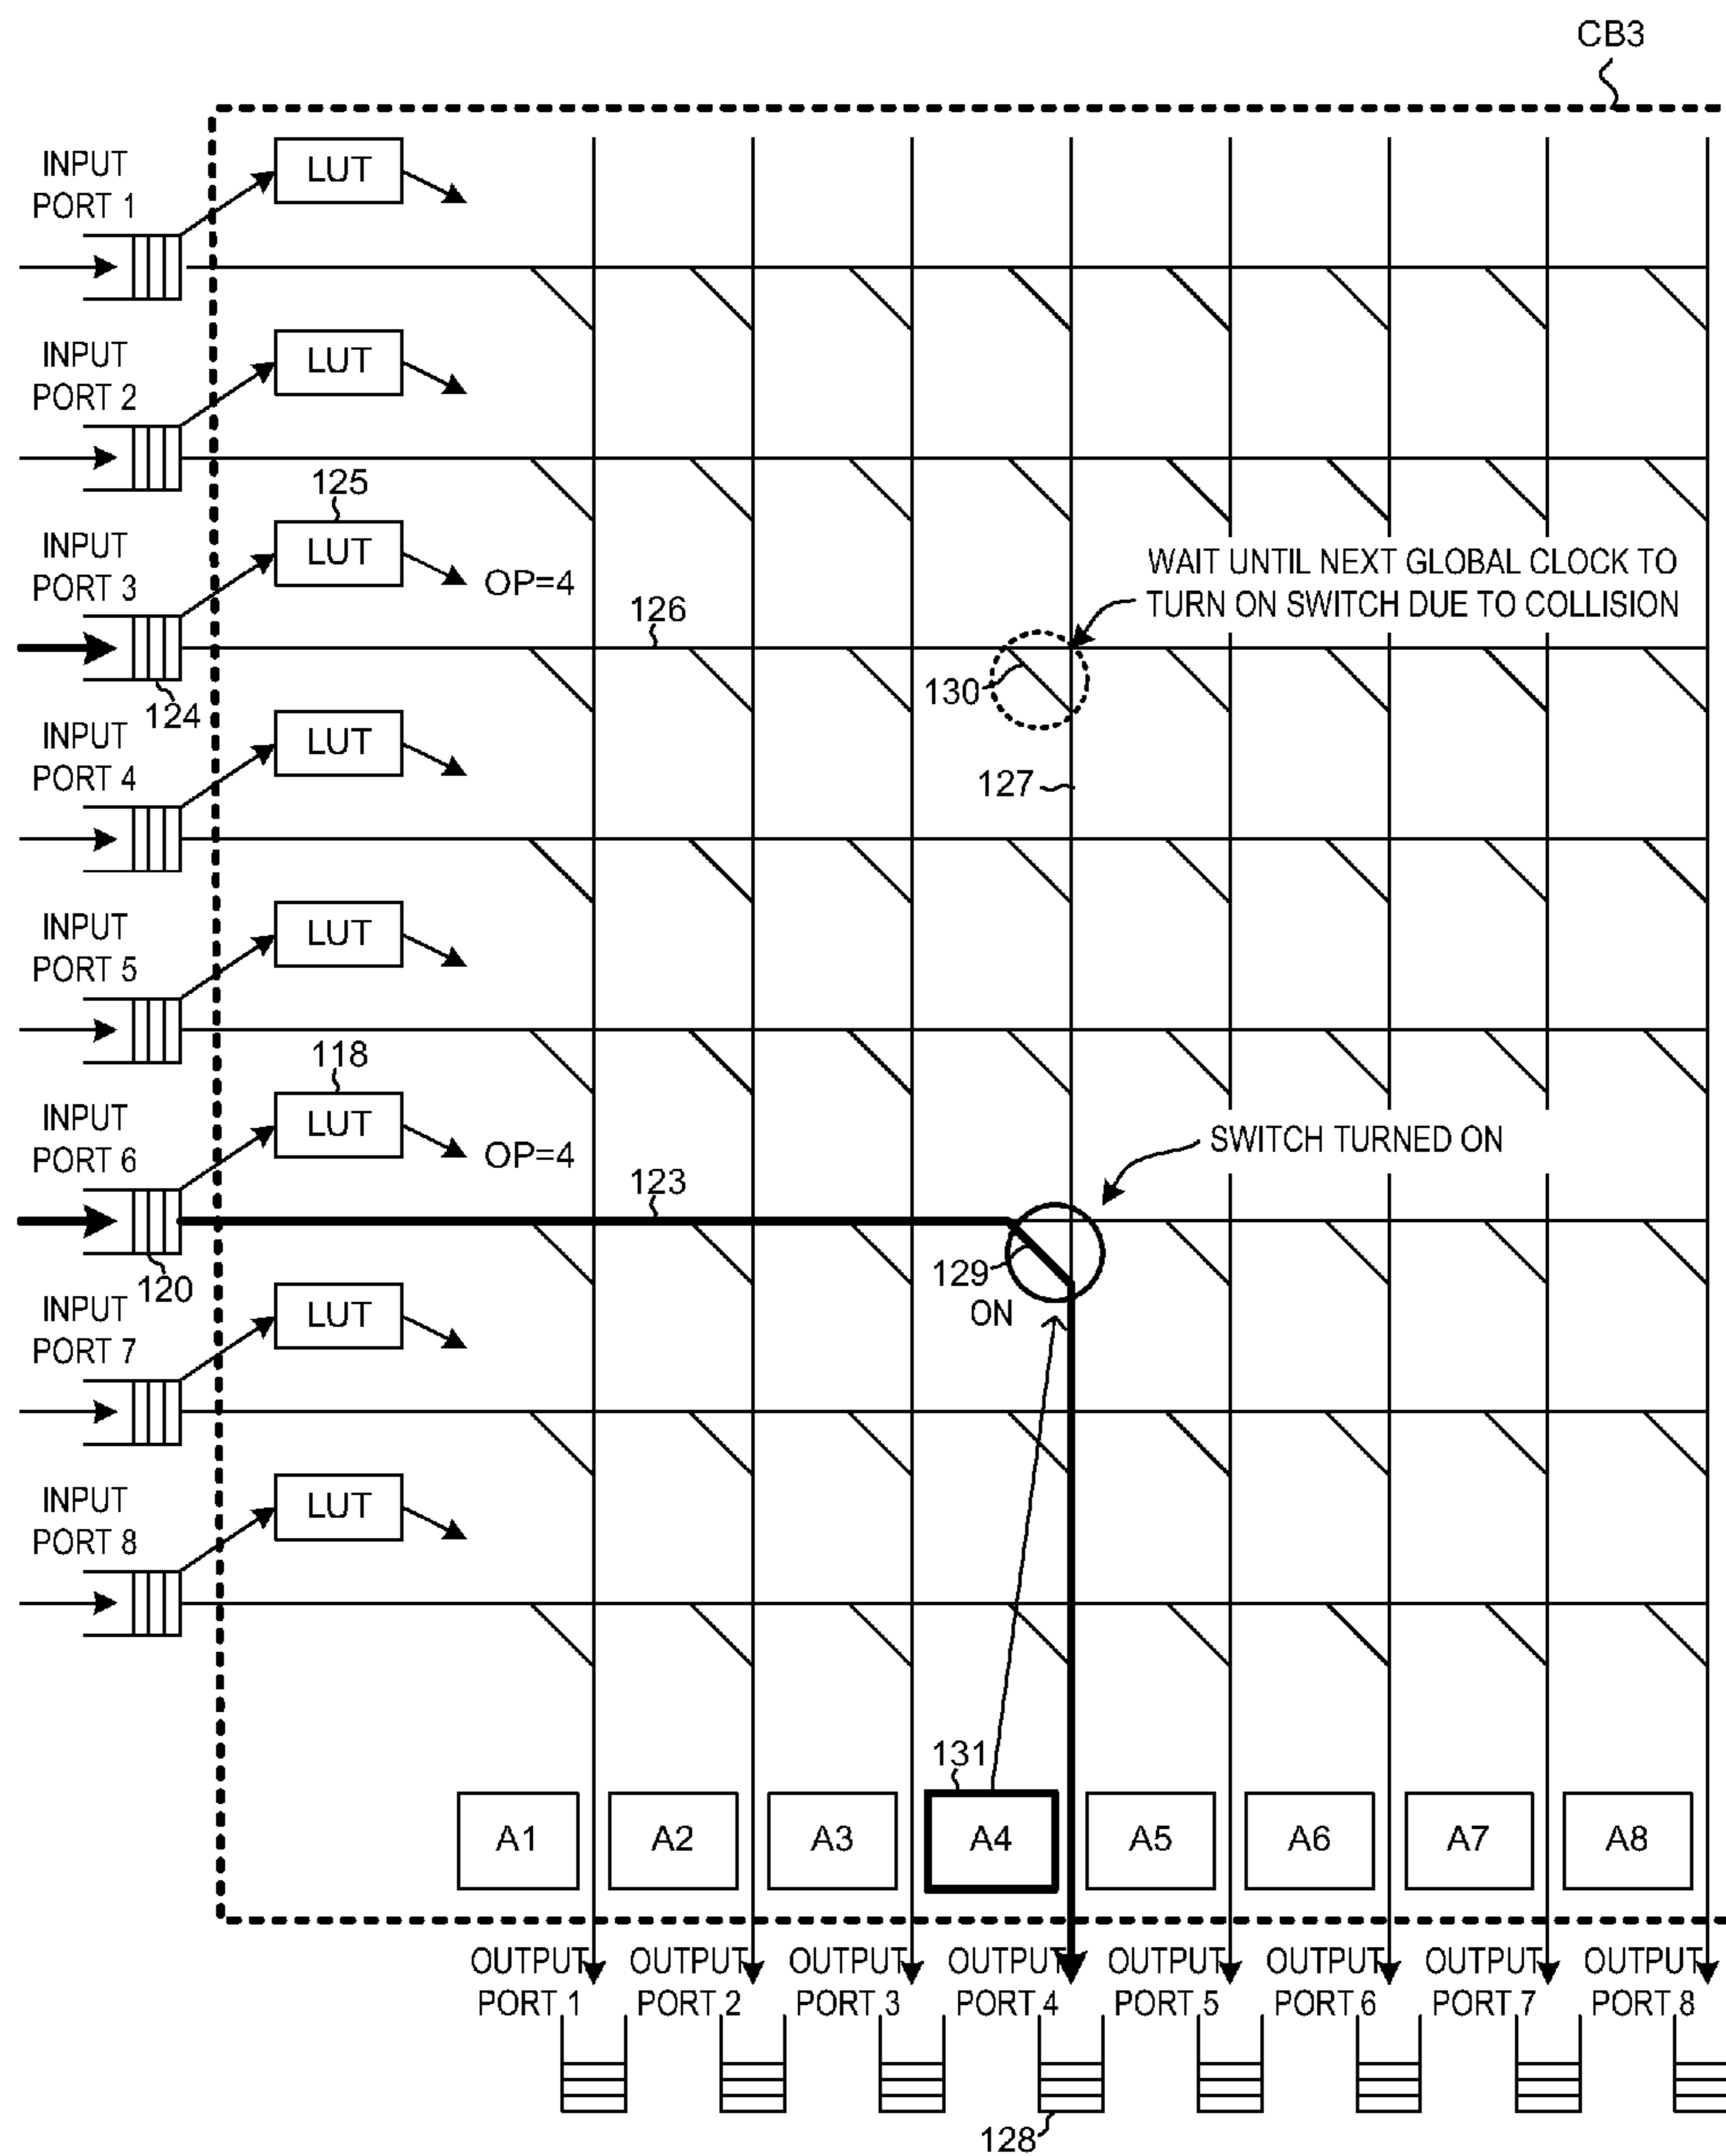 CB3
INPUT
PORT 1
LUT
INPUT
PORT 2
LUT
125
INPUT
PORT 3
LUT
OP=4
126
WAIT UNTIL NEXT GLOBAL CLOCK TO
TURN ON SWITCH DUE TO COLLISION
130
124
INPUT
PORT 4
LUT
127
INPUT
PORT 5
LUT
118
INPUT
PORT 6
LUT
OP=4
SWITCH TURNED ON
123
129
ON
120
INPUT
PORT 7
LUT
INPUT
PORT 8
LUT
131
A1
A2
A3
A4
A5
A6
A7
A8
OUTPUT
PORT 1
OUTPUT
PORT 2
OUTPUT
PORT 3
OUTPUT
PORT 4
OUTPUT
PORT 5
OUTPUT
PORT 6
OUTPUT
PORT 7
OUTPUT
PORT 8
128